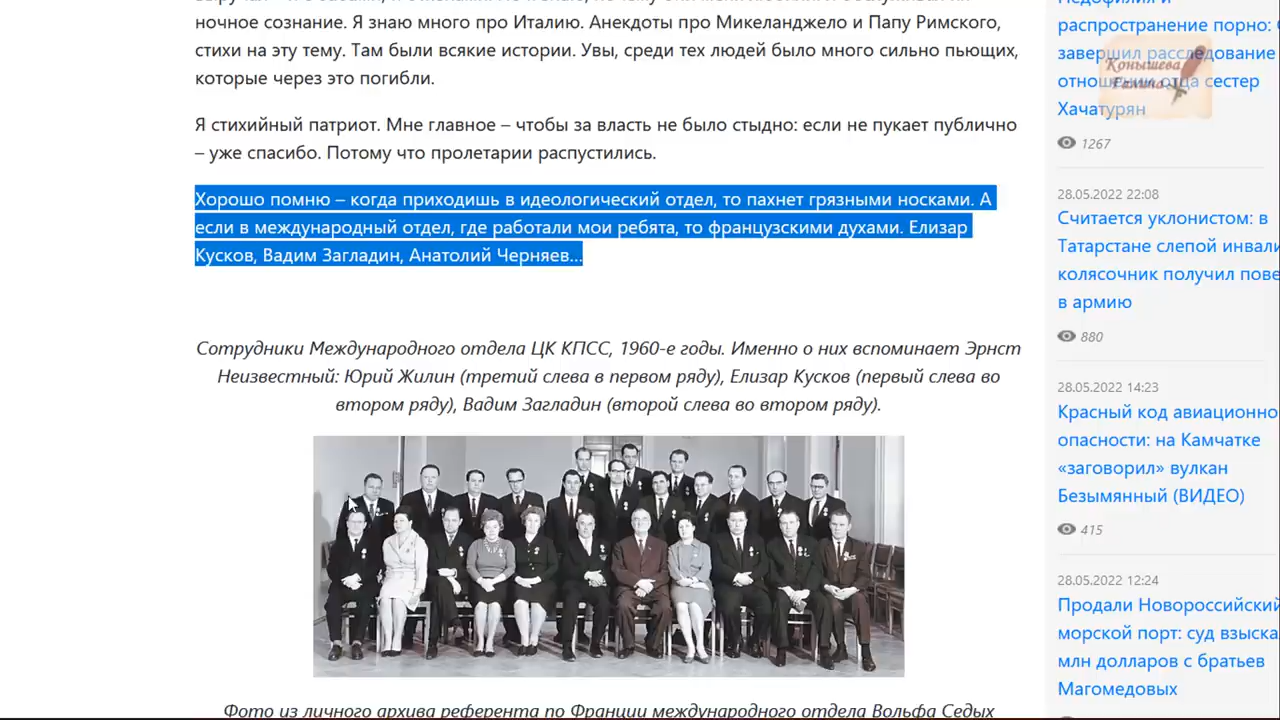 ночное сознание. Я знаю много про Италию. Анекдоты про Микеланджело и Папу Римского,
стихи на эту тему. Там были всякие истории. Увы, среди тех людей было много сильно пьющих,
которые через это погибли.
Я стихийный патриот. Мне главное – чтобы за власть не было стыдно: если не пукает публично
– уже спасибо. Потому что пролетарии распустились.
Хорошо помню – когда приходишь в идеологический отдел, то пахнет грязными носками. А
если в международный отдел, где работали мои ребята, то французскими духами. Елизар
Кусков, Вадим Загладин, Анатолий Черняев...
Сотрудники Международного отдела ЦК КПСС, 1960-е годы. Именно о них вспоминает Эрнст
Неизвестный: Юрий Жилин (третий слева в первом ряду), Елизар Кусков (первый слева во
втором ряду), Вадим Загладин (второй слева во втором ряду).
Фото из личного архива референта по Франции международного отдела Вольфа Седых
распространение порно:
завершил расследование
отношении отца сестер
Хачатурян
Конышева
1267
28.05.2022 22:08
Считается уклонистом: в
Татарстане слепой инвали
колясочник получил пове
в армию
880
28.05.2022 14:23
Красный код авиационно
опасности: на Камчатке
«заговорил» вулкан
Безымянный (ВИДЕО)
415
28.05.2022 12:24
Продали Новороссийский
морской порт: суд взыска
млн долларов с братьев
Магомедовых